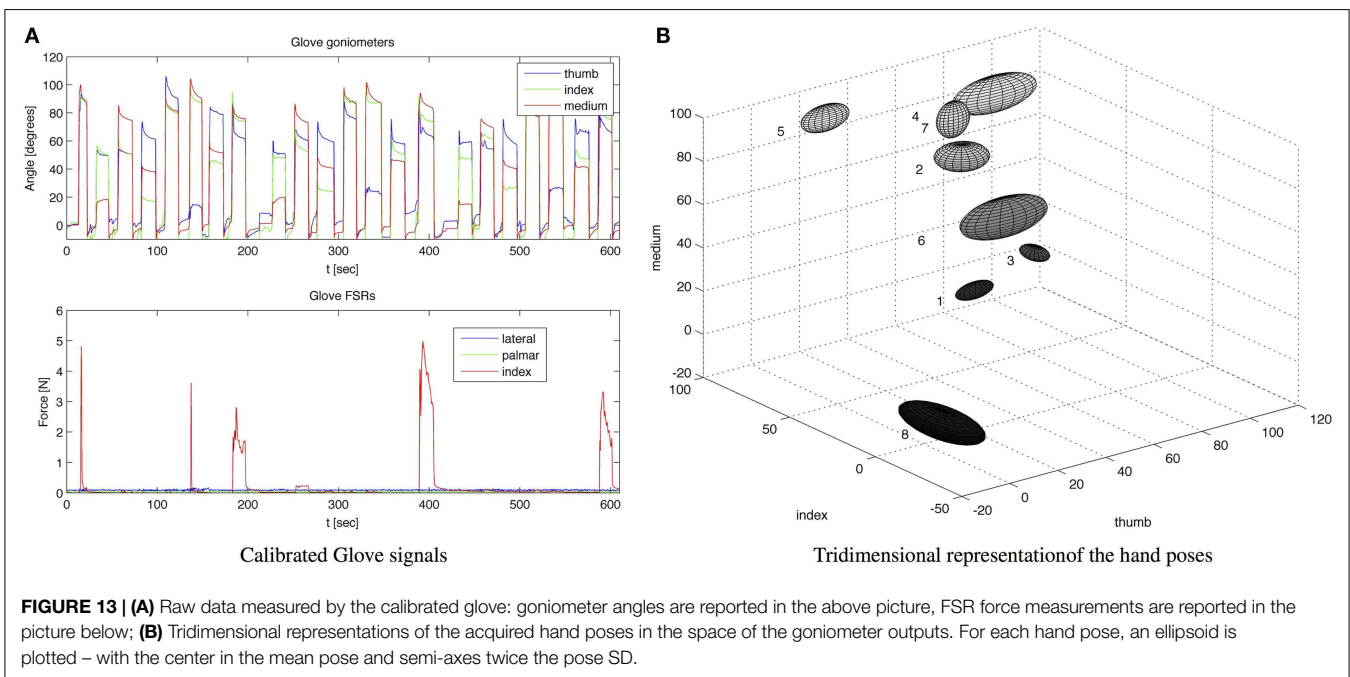 A
Glove goniometers
120
100
80
60
40
20
0
Angle [degrees]
thumb
index
medium
0 100 200 300 400 500 600
t [sec]
Glove FSRs
6
5
4
3
2
1
0
Force [N]
lateral
palmar
index
0 100 200 300 400 500 600
t [sec]
Calibrated Glove signals
B
100
80
60
40
20
0
-20
medium
5
4
7
2
6
3
1
8
100
50
0
-50
index
-20
0
20
40
60
80
100
120
thumb
Tridimensional representationof the hand poses
FIGURE 13 | (A) Raw data measured by the calibrated glove: goniometer angles are reported in the above picture, FSR force measurements are reported in the
picture below; (B) Tridimensional representations of the acquired hand poses in the space of the goniometer outputs. For each hand pose, an ellipsoid is
plotted – with the center in the mean pose and semi-axes twice the pose SD.